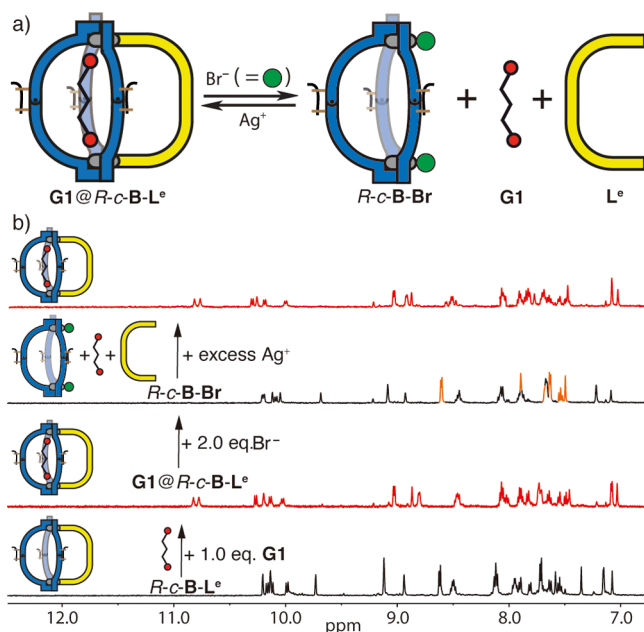 a)
Br⁻ (= )
Ag⁺
+ +
G1@R-c-B-Lᵉ
R-c-B-Br
G1
Lᵉ
b)
+ +
+ excess Ag⁺
R-c-B-Br
+ 2.0 eq.Br⁻
G1@R-c-B-Lᵉ
+ 1.0 eq. G1
R-c-B-Lᵉ
12.0 11.0 10.0 9.0 8.0 7.0
ppm